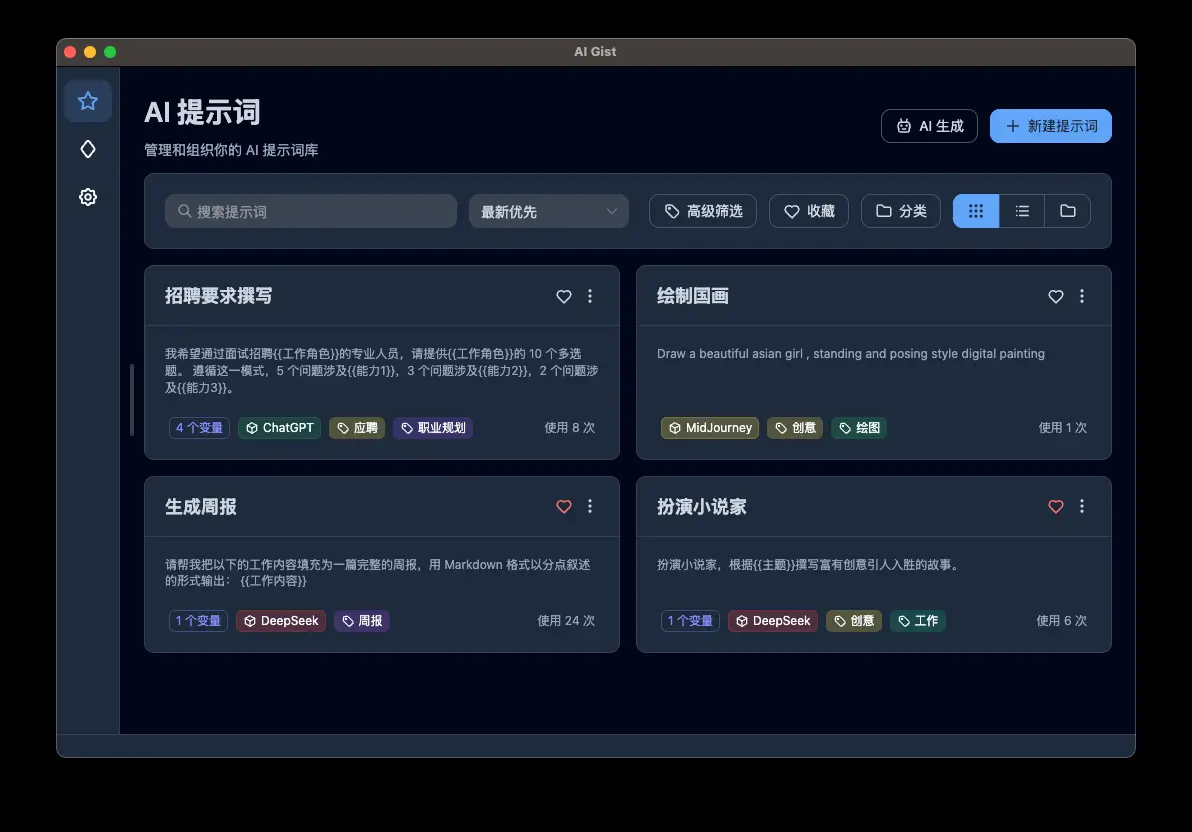 AI Gist
AI 提示词
管理和组织你的 AI 提示词库
AI 生成
新建提示词
搜索提示词
最新优先
高级筛选
收藏
分类
招聘要求撰写
我希望通过面试招聘{{工作角色}}的专业人员，请提供{{工作角色}}的 10 个多选
题。 遵循这一模式，5 个问题涉及{{能力1}}，3 个问题涉及{{能力2}}，2 个问题涉
及{{能力3}}。
4 个变量
ChatGPT
应聘
职业规划
使用 8 次
绘制国画
Draw a beautiful asian girl , standing and posing style digital painting
MidJourney
创意
绘图
使用 1 次
生成周报
请帮我把以下的工作内容填充为一篇完整的周报，用 Markdown 格式以分点叙述
的形式输出： {{工作内容}}
1 个变量
DeepSeek
周报
使用 24 次
扮演小说家
扮演小说家，根据{{主题}}撰写富有创意引人入胜的故事。
1 个变量
DeepSeek
创意
工作
使用 6 次